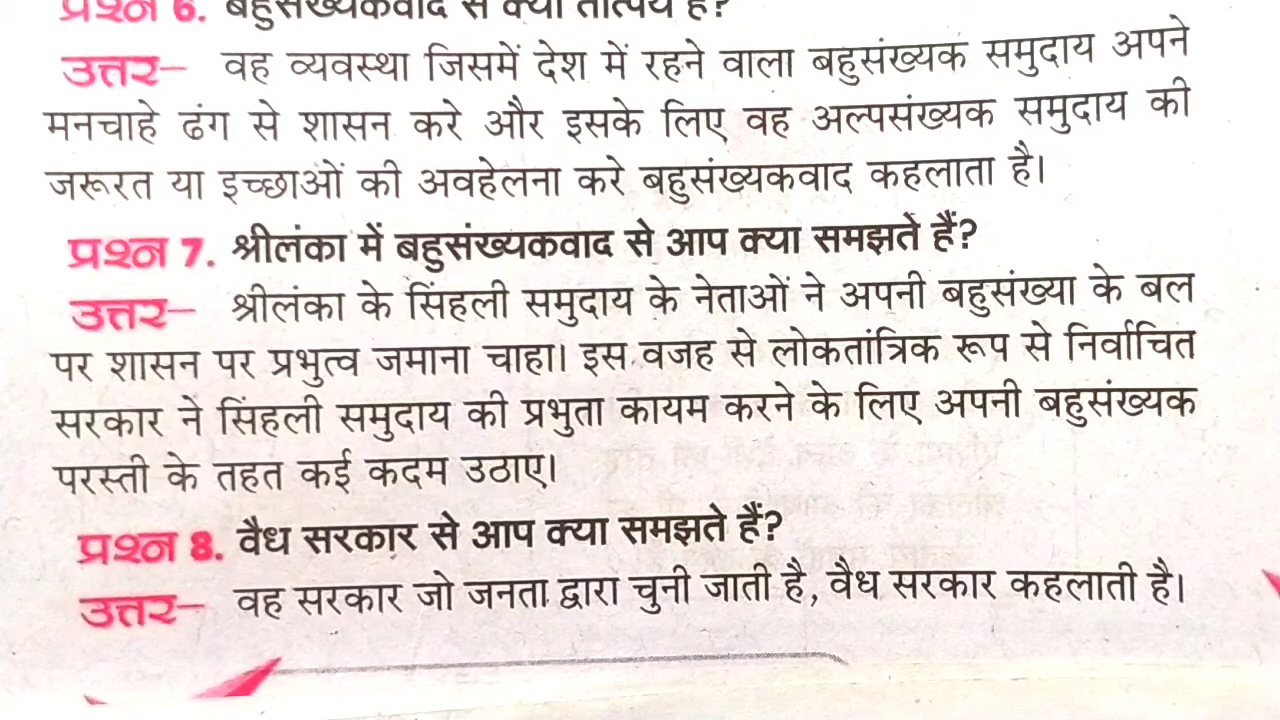 प्रश्न 6. बहुसंख्यकवाद से क्या तात्पर्य है?
उत्तर– वह व्यवस्था जिसमें देश में रहने वाला बहुसंख्यक समुदाय अपने
मनचाहे ढंग से शासन करे और इसके लिए वह अल्पसंख्यक समुदाय की
जरूरत या इच्छाओं की अवहेलना करे बहुसंख्यकवाद कहलाता है।
प्रश्न 7. श्रीलंका में बहुसंख्यकवाद से आप क्या समझते हैं?
उत्तर– श्रीलंका के सिंहली समुदाय के नेताओं ने अपनी बहुसंख्या के बल
पर शासन पर प्रभुत्व जमाना चाहा। इस वजह से लोकतांत्रिक रूप से निर्वाचित
सरकार ने सिंहली समुदाय की प्रभुता कायम करने के लिए अपनी बहुसंख्यक
परस्ती के तहत कई कदम उठाए।
प्रश्न 8. वैध सरकार से आप क्या समझते हैं?
उत्तर– वह सरकार जो जनता द्वारा चुनी जाती है, वैध सरकार कहलाती है।